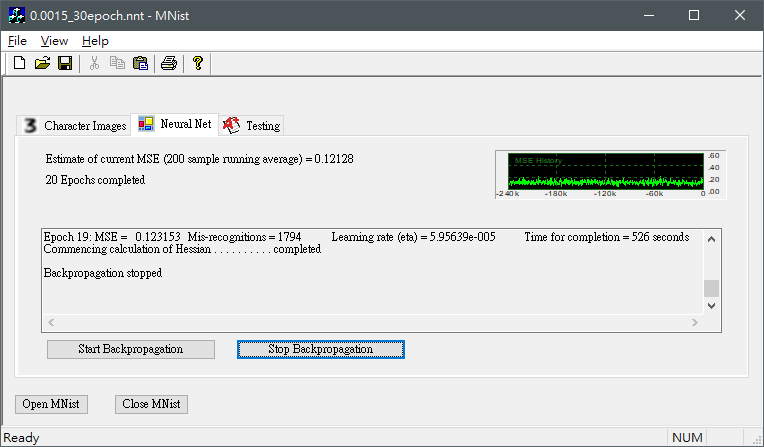 0.0015_30epoch.nnt - MNist
File View Help
3 Character Images Neural Net Testing
Estimate of current MSE (200 sample running average) = 0.12128
20 Epochs completed
MSE History
.60
.40
.20
.00
-240k -180k -120k -60k 0
Epoch 19: MSE = 0.123153 Mis-recognitions = 1794 Learning rate (eta) = 5.95639e-005 Time for completion = 526 seconds
Commencing calculation of Hessian . . . . . . . . . . completed
Backpropagation stopped
Start Backpropagation Stop Backpropagation
Open MNist Close MNist
Ready NUM